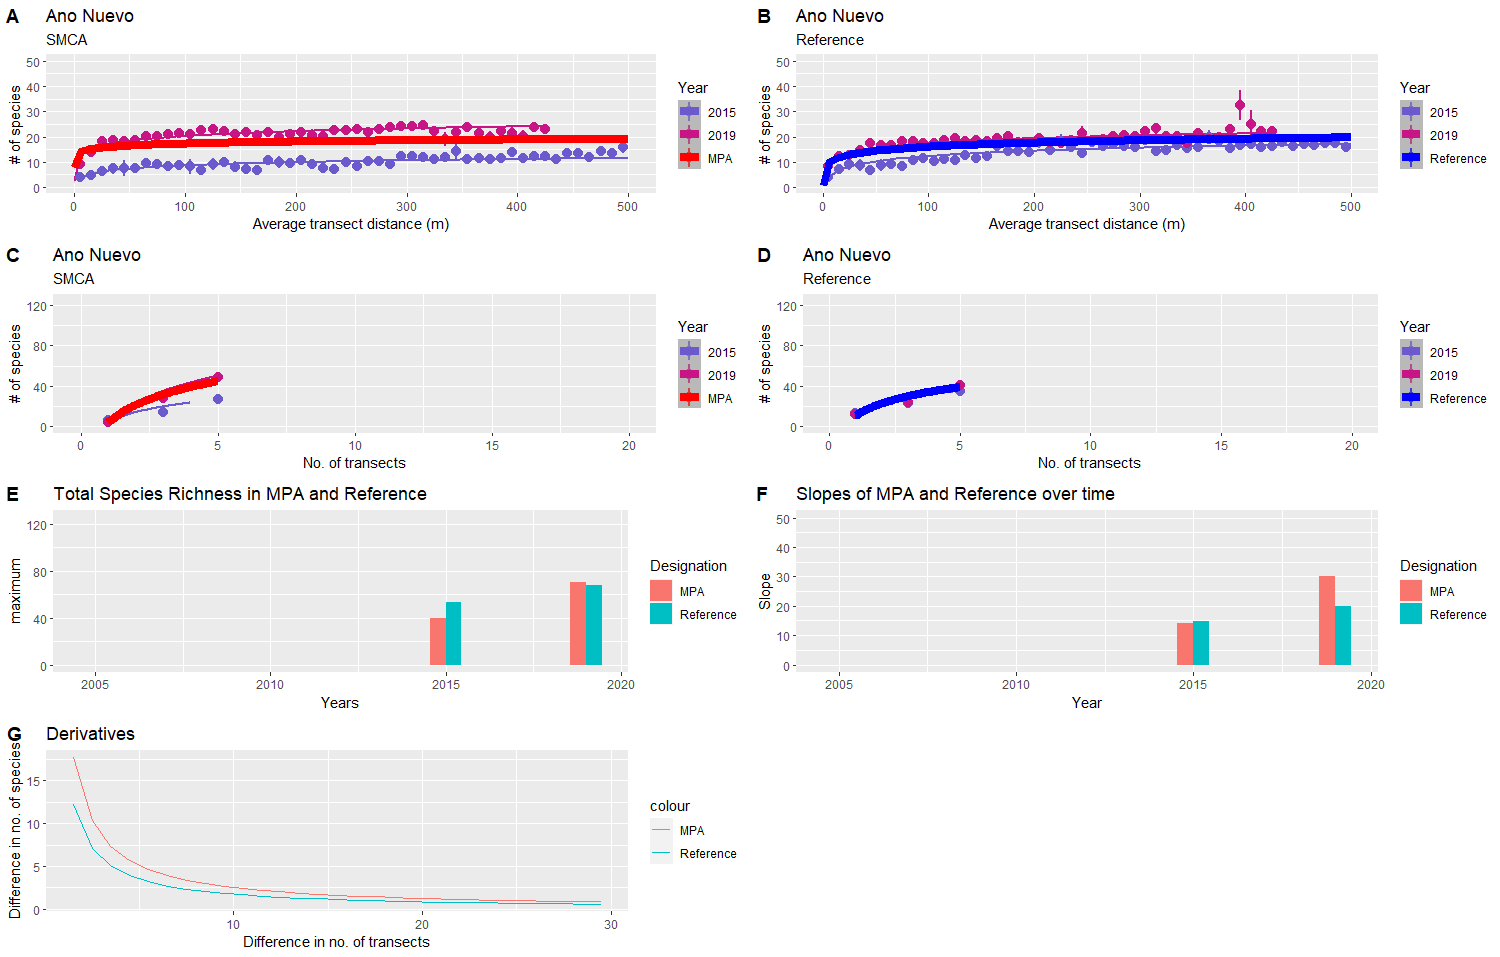 A Ano Nuevo
SMCA
# of species
50
40
30
20
10
0
0 100 200 300 400 500
Average transect distance (m)
Year
2015
2019
MPA
B Ano Nuevo
Reference
# of species
50
40
30
20
10
0
0 100 200 300 400 500
Average transect distance (m)
Year
2015
2019
Reference
C Ano Nuevo
SMCA
# of species
120
80
40
0
0 5 10 15 20
No. of transects
Year
2015
2019
MPA
D Ano Nuevo
Reference
# of species
120
80
40
0
0 5 10 15 20
No. of transects
Year
2015
2019
Reference
E Total Species Richness in MPA and Reference
maximum
120
80
40
0
2005 2010 2015 2020
Years
Designation
MPA
Reference
F Slopes of MPA and Reference over time
Slope
50
40
30
20
10
0
2005 2010 2015 2020
Year
Designation
MPA
Reference
G Derivatives
Difference in no. of species
15
10
5
0
10 20 30
Difference in no. of transects
colour
MPA
Reference